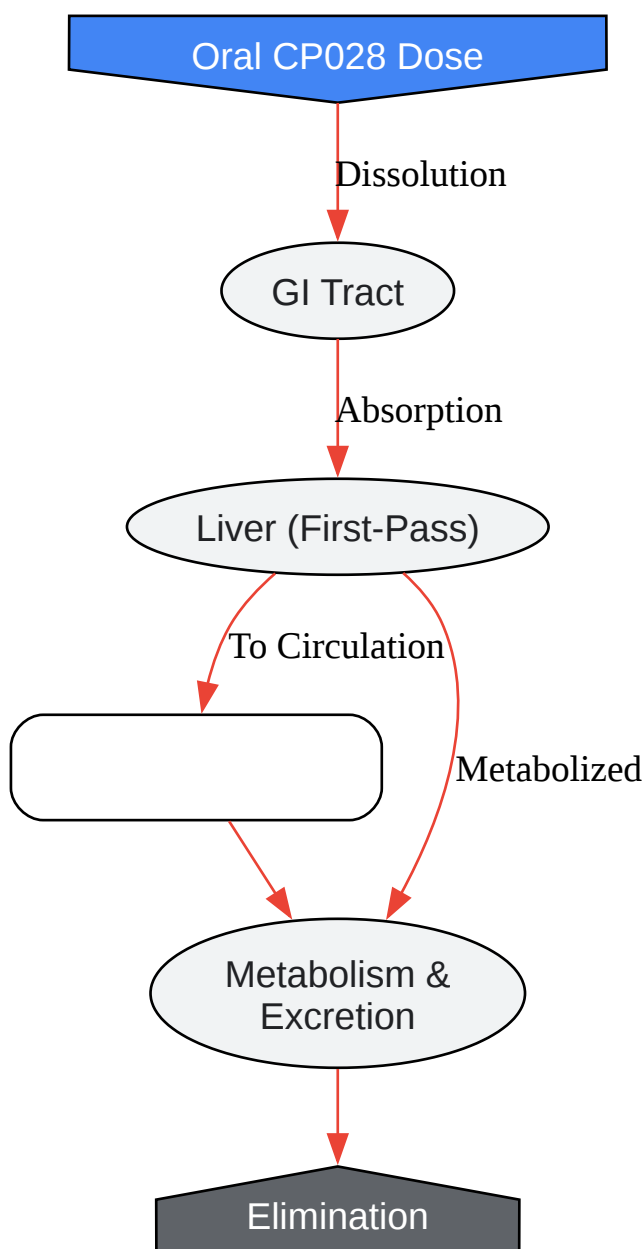 Oral CP028 Dose
Dissolution
GI Tract
Absorption
Liver (First-Pass)
To Circulation
Metabolized
Metabolism &
Excretion
Elimination